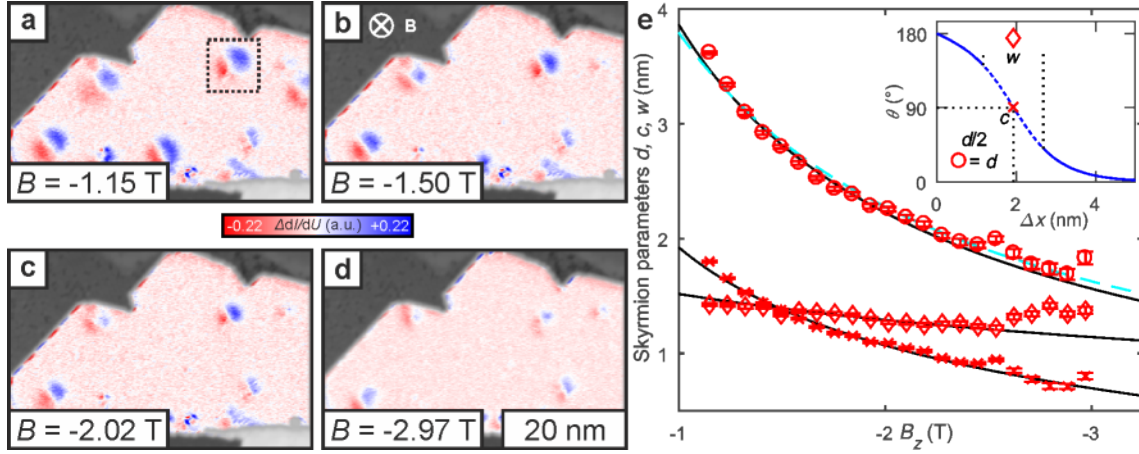 a
b
B
B = -1.15 T
B = -1.50 T
-0.22 ΔdI/dU (a.u.) +0.22
c
d
B = -2.02 T
B = -2.97 T
20 nm
e
Skyrmion parameters d, c, w (nm)
4
3
2
1
-1
-2
-3
B_z (T)
θ (°)
180
90
0
w
c
d/2
= d
0
2
4
Δx (nm)